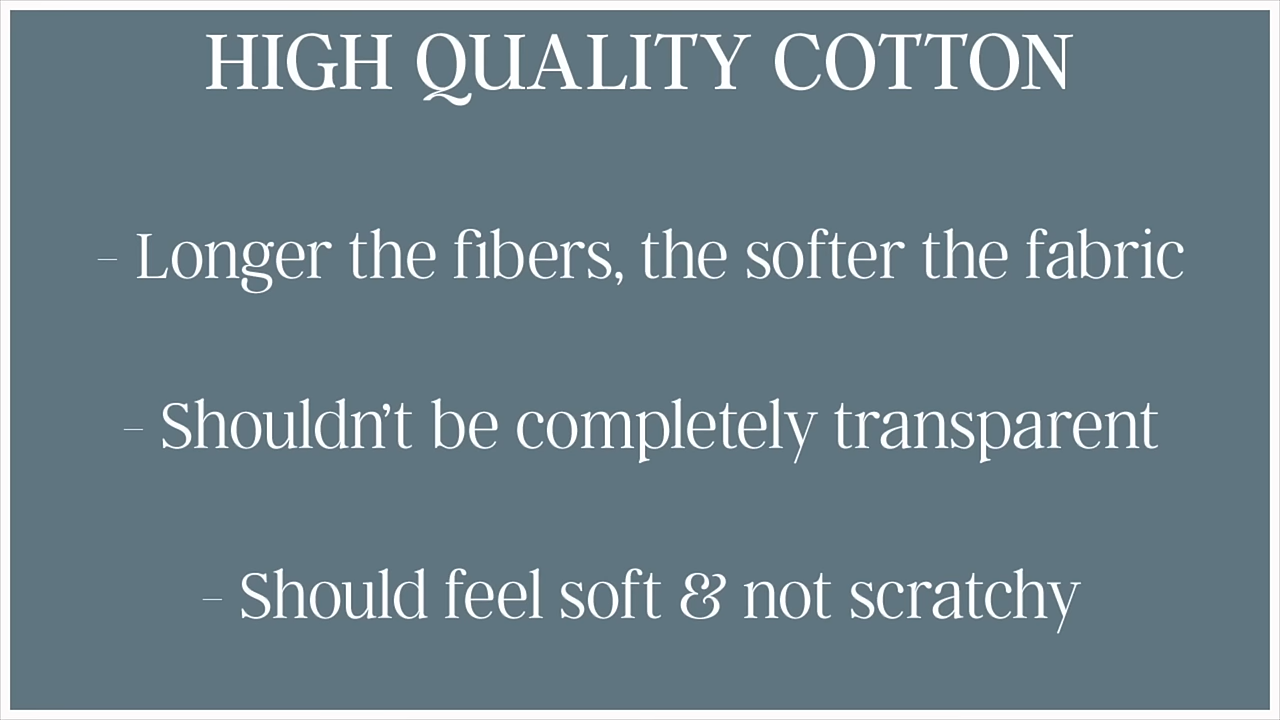 HIGH QUALITY COTTON
- Longer the fibers, the softer the fabric
- Shouldn’t be completely transparent
- Should feel soft & not scratchy